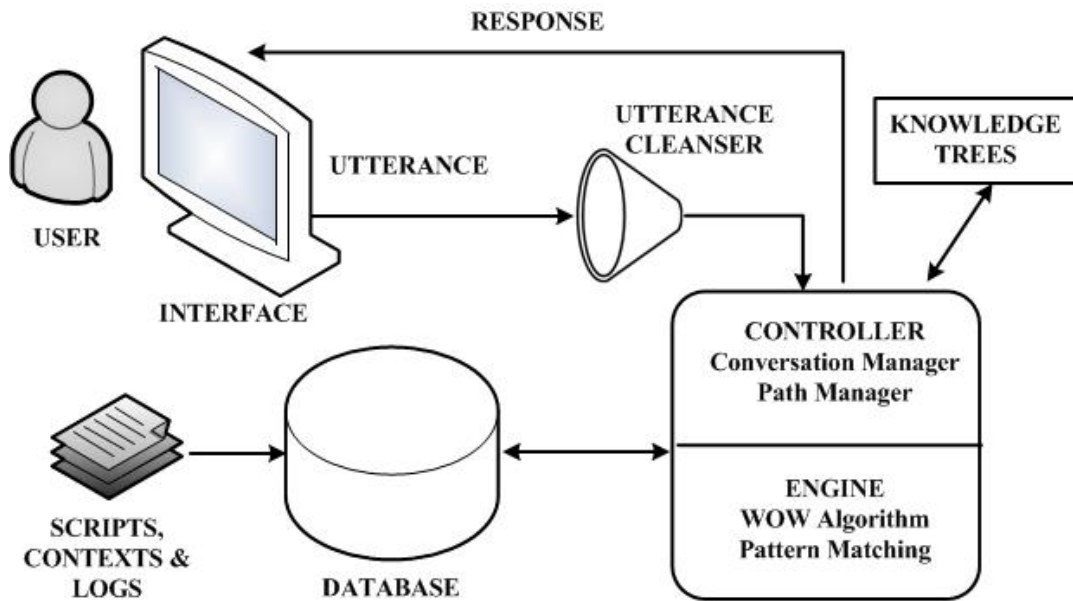 RESPONSE
UTTERANCE
CLEANSER
KNOWLEDGE
TREES
UTTERANCE
USER
INTERFACE
CONTROLLER
Conversation Manager
Path Manager
ENGINE
WOW Algorithm
Pattern Matching
SCRIPTS,
CONTEXTS &
LOGS
DATABASE